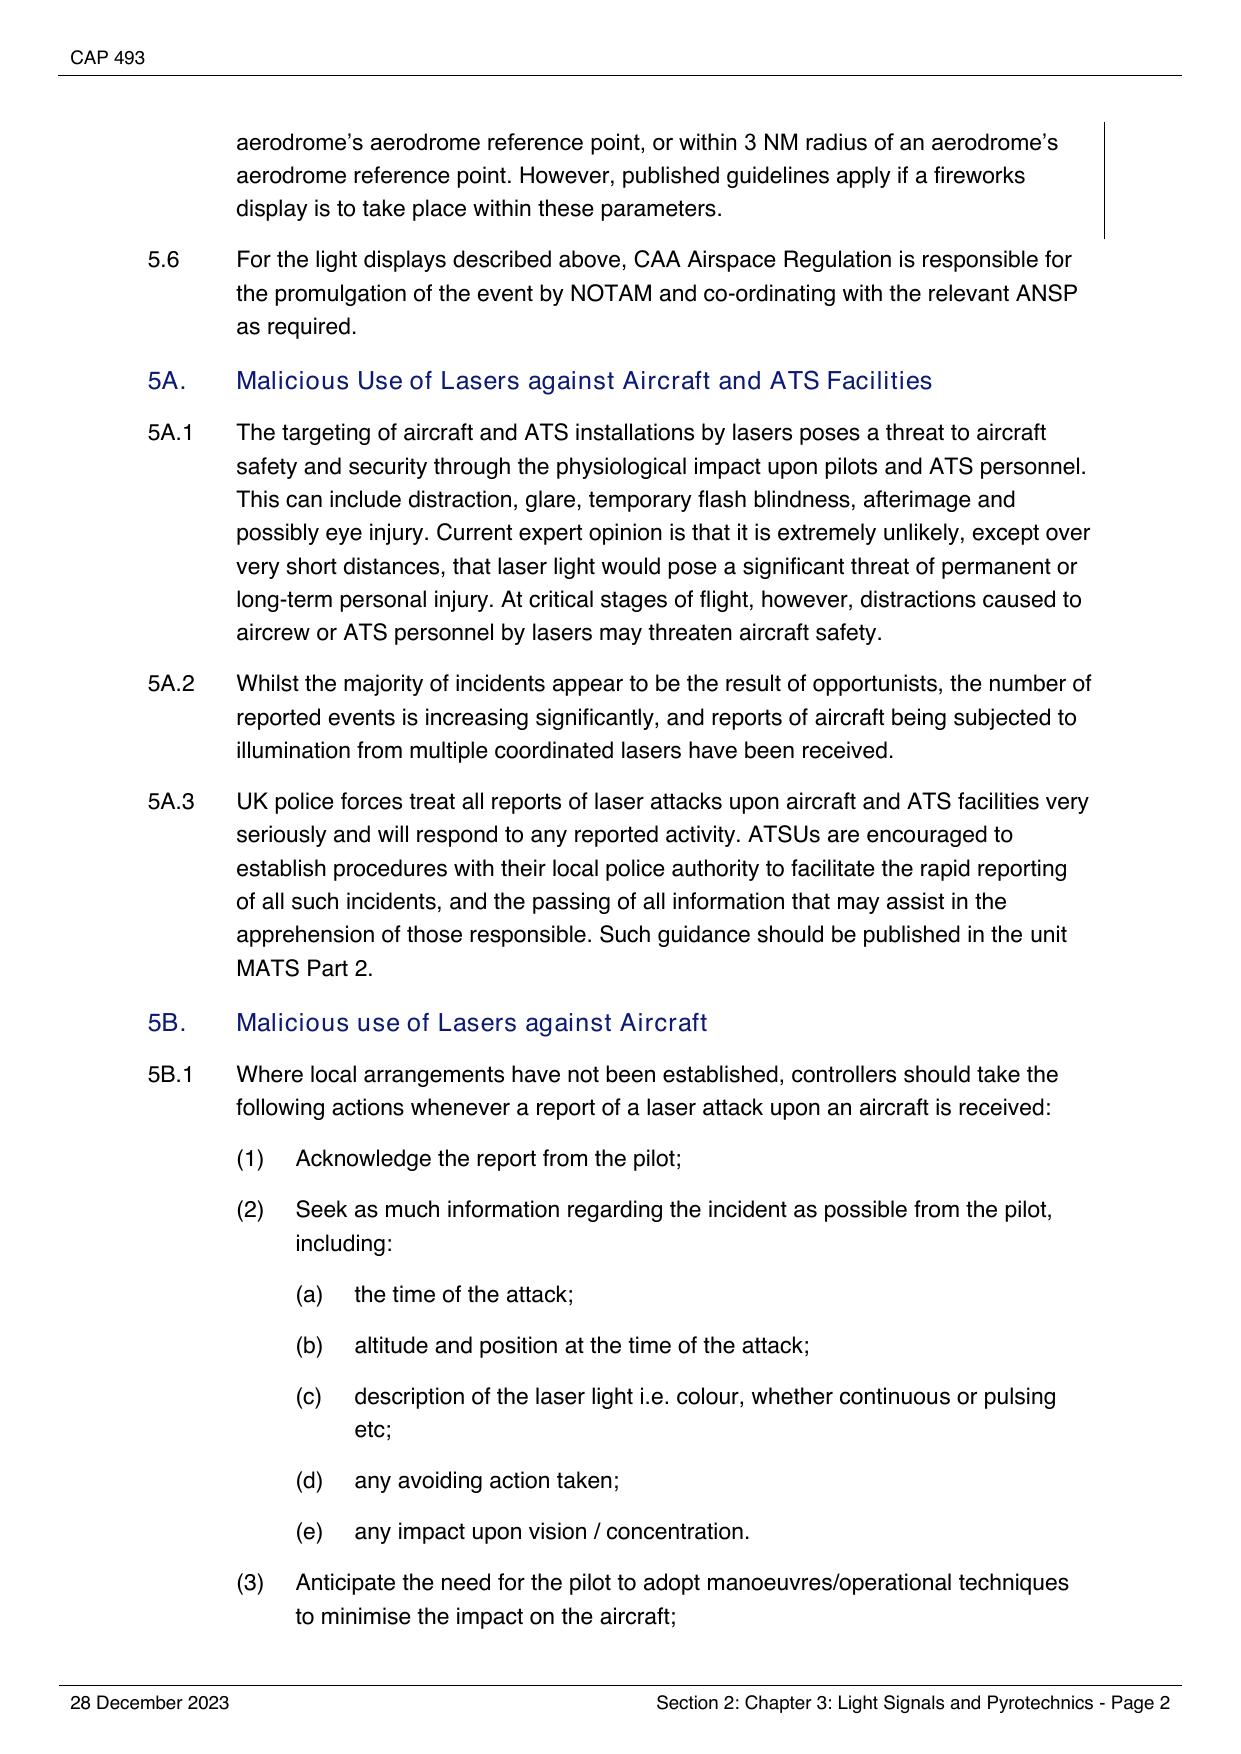 CAP 493
aerodrome’s aerodrome reference point, or within 3 NM radius of an aerodrome’s
aerodrome reference point. However, published guidelines apply if a fireworks
display is to take place within these parameters.
5.6 For the light displays described above, CAA Airspace Regulation is responsible for
the promulgation of the event by NOTAM and co-ordinating with the relevant ANSP
as required.
5A. Malicious Use of Lasers against Aircraft and ATS Facilities
5A.1 The targeting of aircraft and ATS installations by lasers poses a threat to aircraft
safety and security through the physiological impact upon pilots and ATS personnel.
This can include distraction, glare, temporary flash blindness, afterimage and
possibly eye injury. Current expert opinion is that it is extremely unlikely, except over
very short distances, that laser light would pose a significant threat of permanent or
long-term personal injury. At critical stages of flight, however, distractions caused to
aircrew or ATS personnel by lasers may threaten aircraft safety.
5A.2 Whilst the majority of incidents appear to be the result of opportunists, the number of
reported events is increasing significantly, and reports of aircraft being subjected to
illumination from multiple coordinated lasers have been received.
5A.3 UK police forces treat all reports of laser attacks upon aircraft and ATS facilities very
seriously and will respond to any reported activity. ATSUs are encouraged to
establish procedures with their local police authority to facilitate the rapid reporting
of all such incidents, and the passing of all information that may assist in the
apprehension of those responsible. Such guidance should be published in the unit
MATS Part 2.
5B. Malicious use of Lasers against Aircraft
5B.1 Where local arrangements have not been established, controllers should take the
following actions whenever a report of a laser attack upon an aircraft is received:
(1) Acknowledge the report from the pilot;
(2) Seek as much information regarding the incident as possible from the pilot,
including:
(a) the time of the attack;
(b) altitude and position at the time of the attack;
(c) description of the laser light i.e. colour, whether continuous or pulsing
etc;
(d) any avoiding action taken;
(e) any impact upon vision / concentration.
(3) Anticipate the need for the pilot to adopt manoeuvres/operational techniques
to minimise the impact on the aircraft;
28 December 2023 Section 2: Chapter 3: Light Signals and Pyrotechnics - Page 2